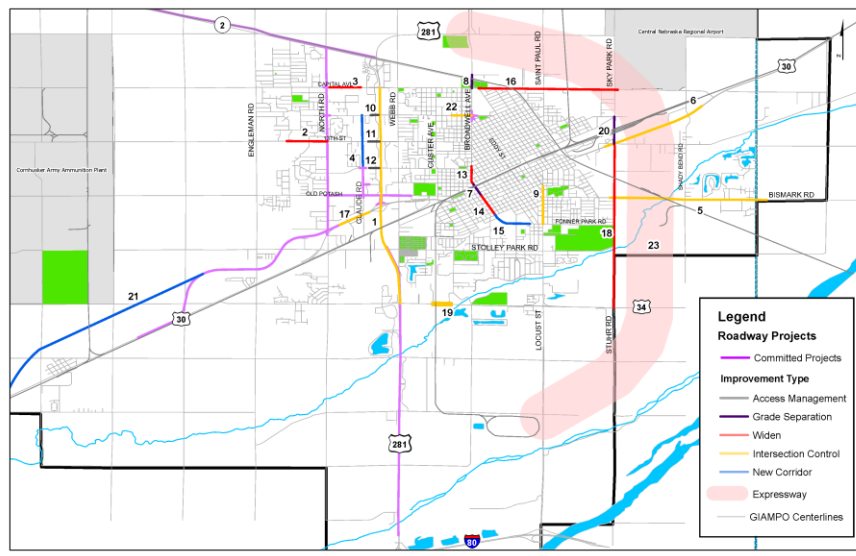 2
281
SAINT PAUL RD
SKY PARK RD
Central Nebraska Regional Airport
30
CAPITAL AVE
3
8
16
ENGLEMAN RD
NORTH RD
WEBB RD
CUSTER AVE
BROADWELL AVE
EDDY ST
10
22
6
2
13TH ST
11
20
4
12
SHADY BEND RD
Cornhusker Army Ammunition Plant
OLD POTASH
CLAUDE RD
13
7
9
BISMARK RD
17
14
5
1
15
FONNER PARK RD
18
STOLLEY PARK RD
23
21
30
19
LOCUST ST
STUHR RD
34
281
80
Legend
Roadway Projects
Committed Projects
Improvement Type
Access Management
Grade Separation
Widen
Intersection Control
New Corridor
Expressway
GIAMPO Centerlines